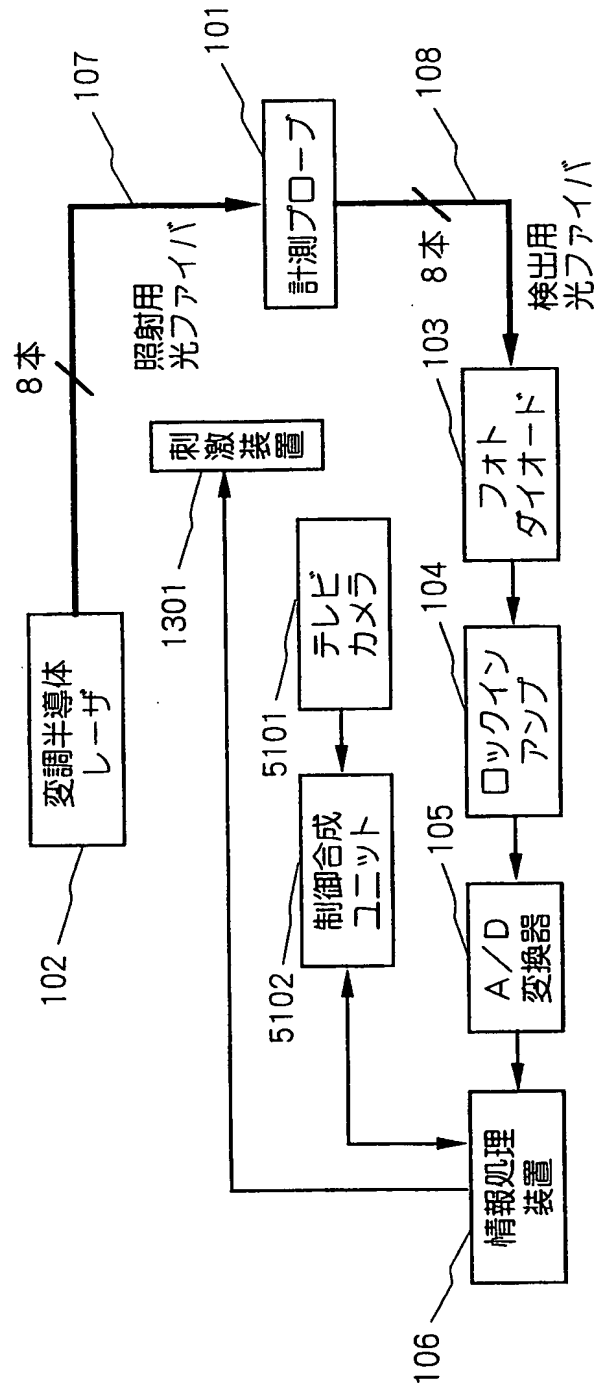 8本
107
照射用
光ファイバ
変調半導体
レーザ
102
計測プローブ
101
刺激装置
1301
8本
108
検出用
光ファイバ
テレビ
カメラ
5101
制御合成
ユニット
5102
フォト
ダイオード
103
ロックイン
アンプ
104
A/D
変換器
105
情報処理
装置
106